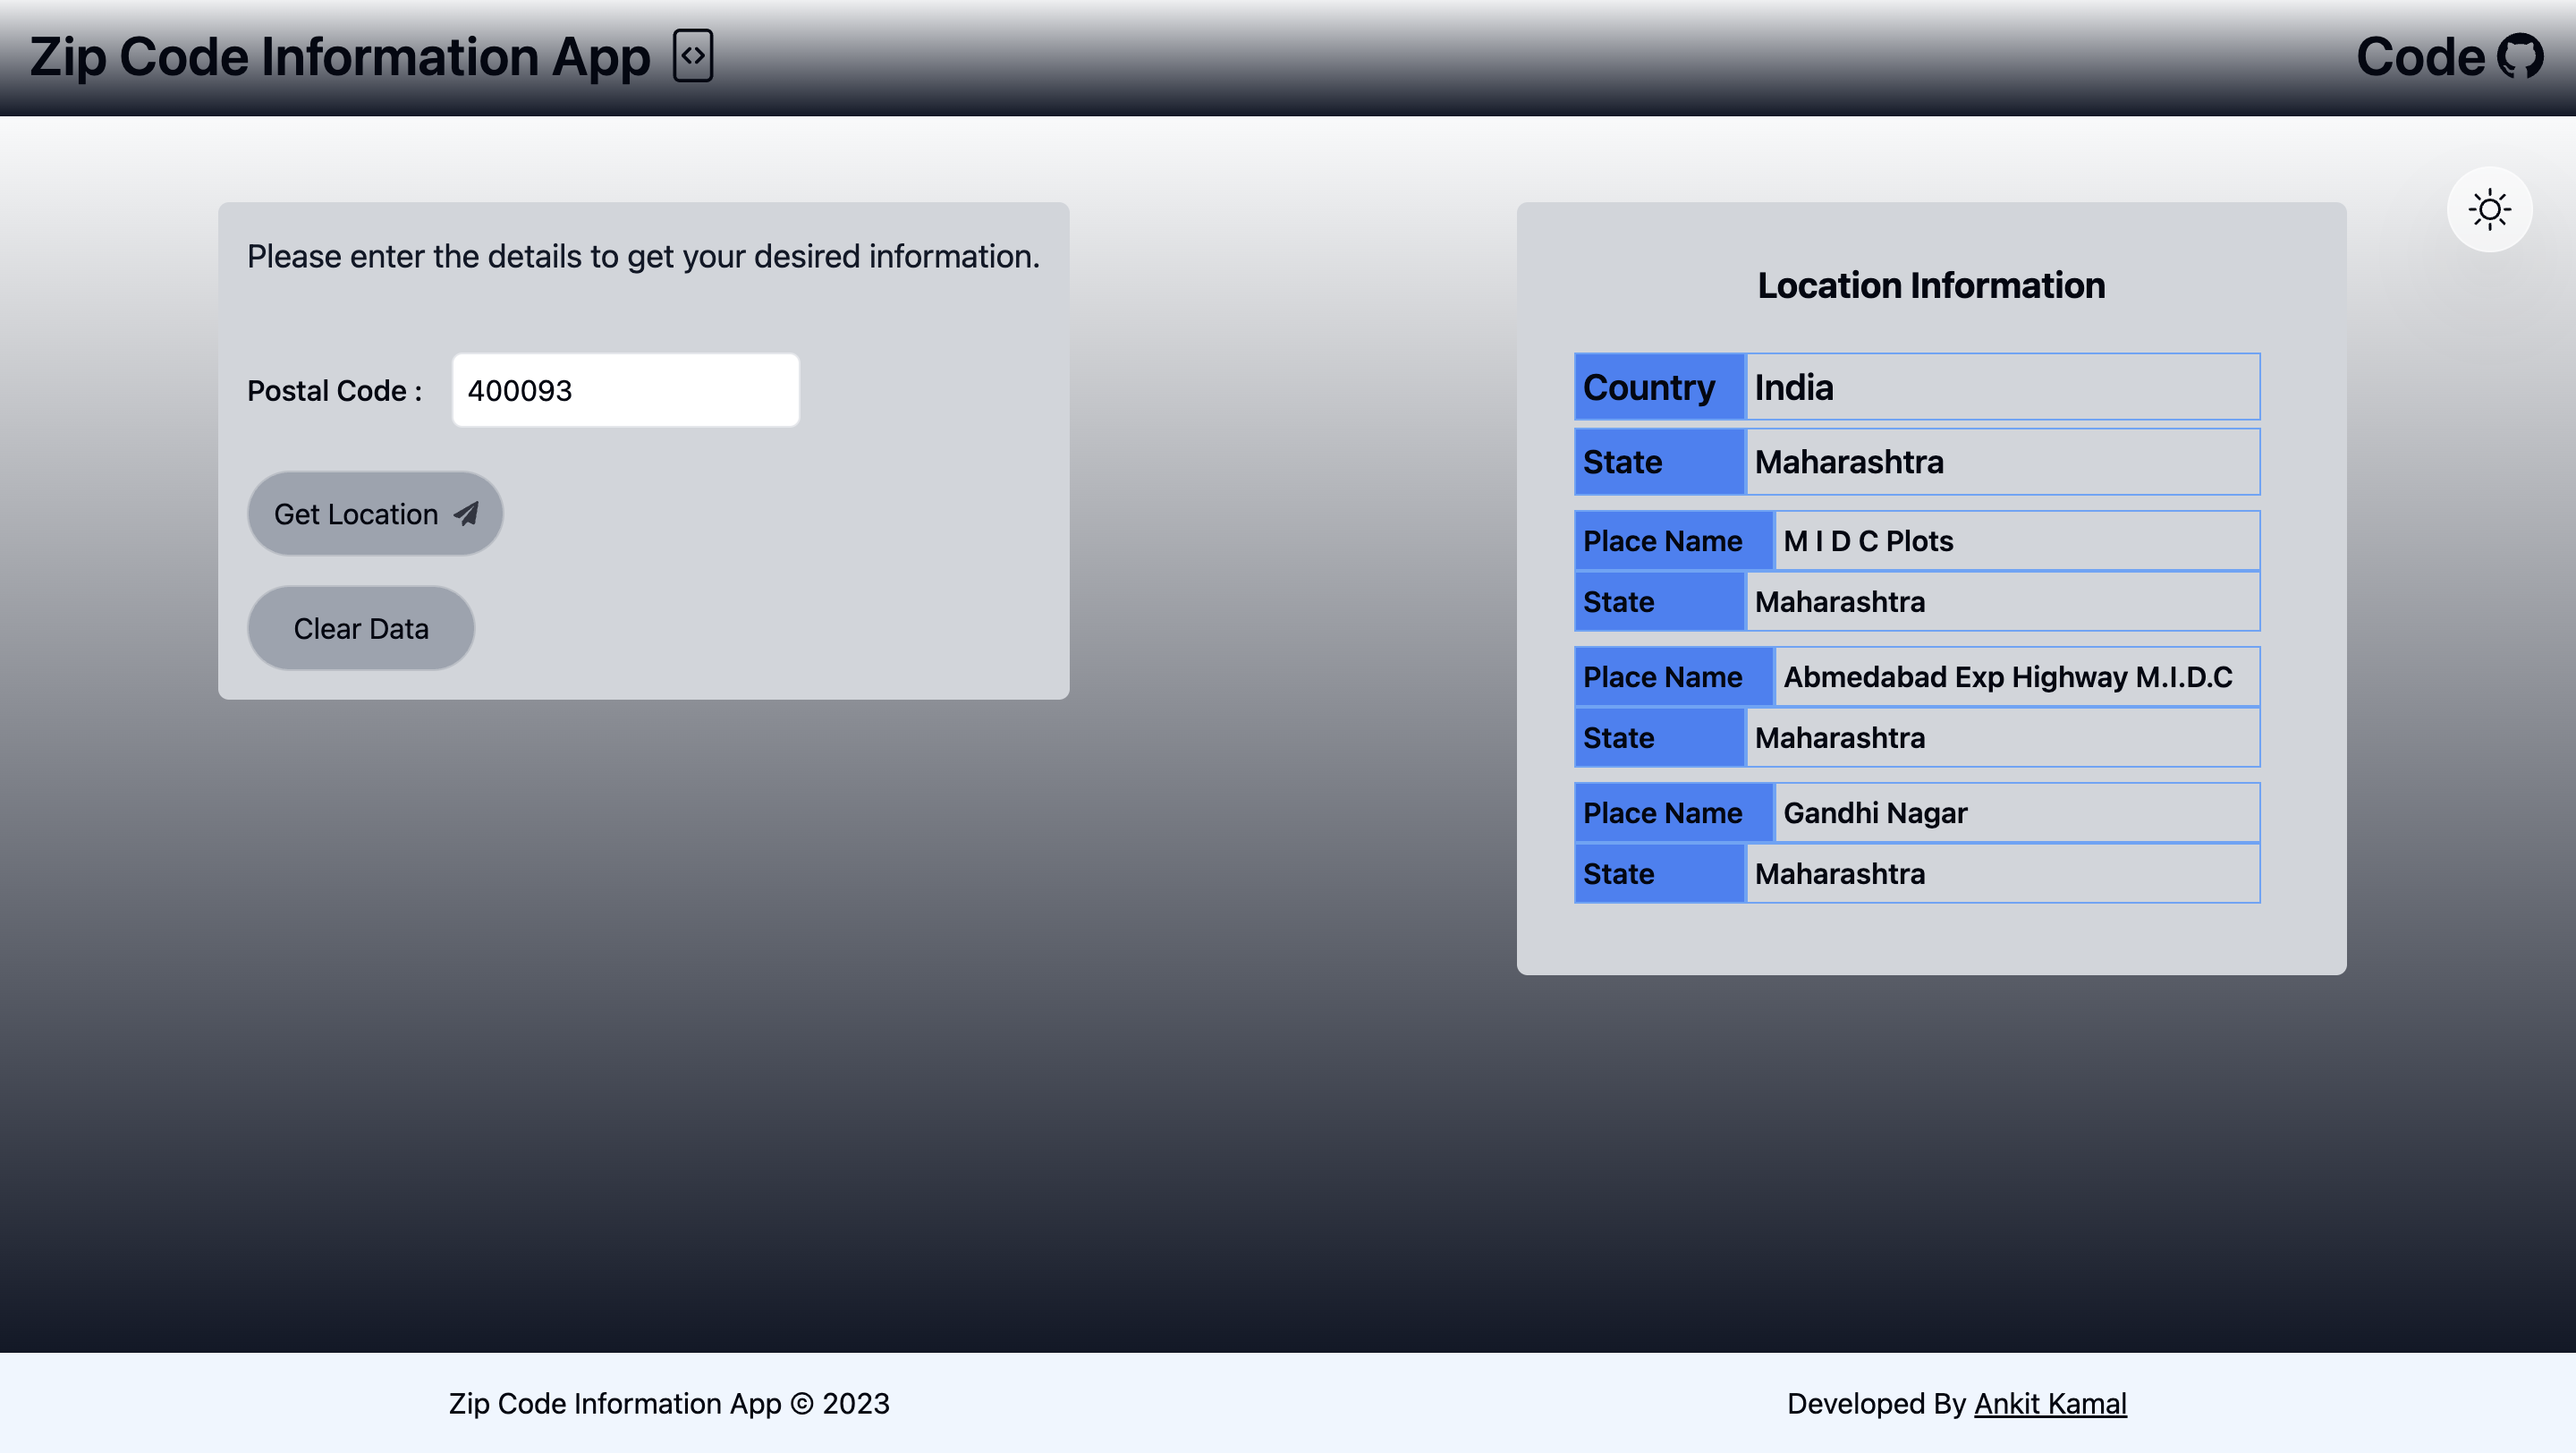 Zip Code Information App
Code
Please enter the details to get your desired information.
Postal Code : 400093
Get Location
Clear Data
Location Information
Country India
State Maharashtra
Place Name M I D C Plots
State Maharashtra
Place Name Abmedabad Exp Highway M.I.D.C
State Maharashtra
Place Name Gandhi Nagar
State Maharashtra
Zip Code Information App © 2023
Developed By Ankit Kamal